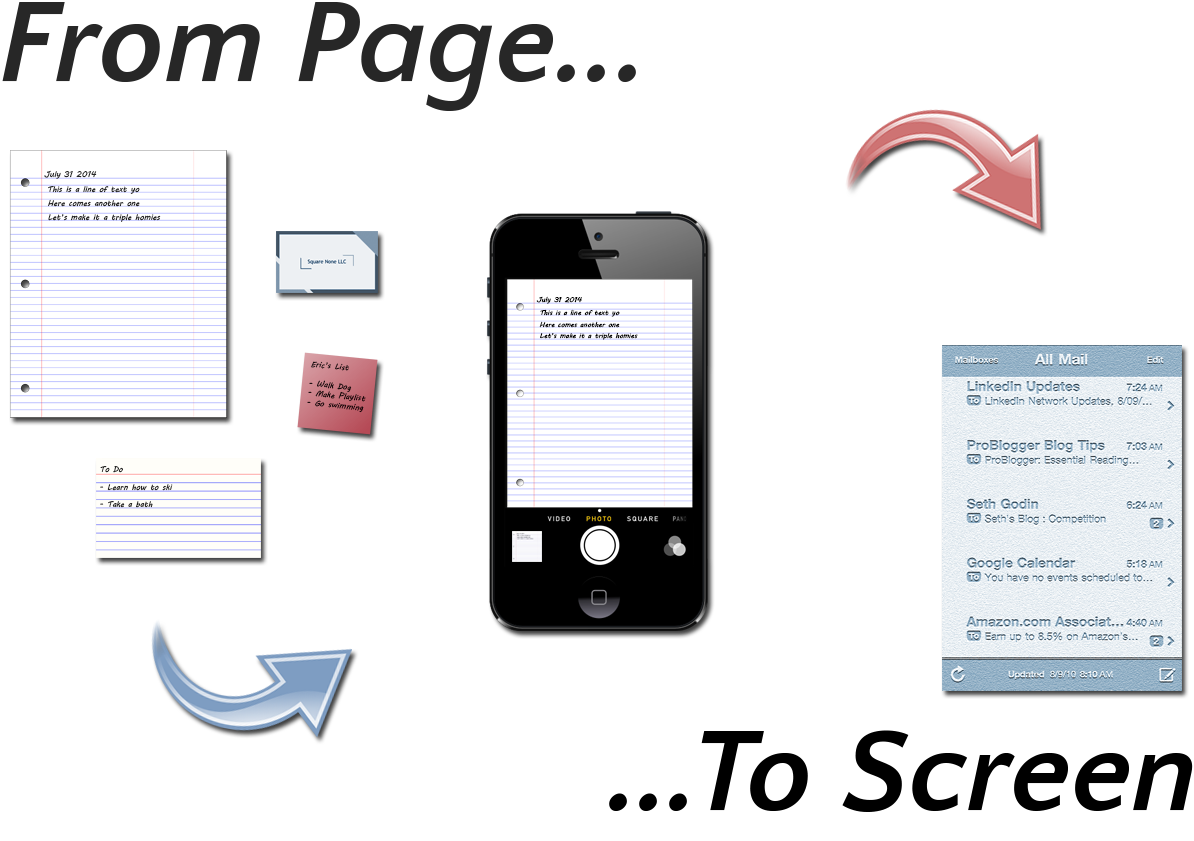 From Page...
July 31 2014
This is a line of text yo
Here comes another one
Let's make it a triple homies
Square None LLC
Eric's List
- Walk Dog
- Make Playlist
- Go swimming
To Do
- Learn how to ski
- Take a bath
July 31 2014
This is a line of text yo
Here comes another one
Let's make it a triple homies
VIDEO PHOTO SQUARE PANO
Mailboxes All Mail Edit
LinkedIn Updates 7:24 AM
TO LinkedIn Network Updates, 8/09/...
ProBlogger Blog Tips 7:03 AM
TO ProBlogger: Essential Reading...
Seth Godin 6:24 AM
TO Seth's Blog : Competition 2
Google Calendar 5:18 AM
TO You have no events scheduled to...
Amazon.com Associat... 4:40 AM
TO Earn up to 8.5% on Amazon's... 2
Updated 8/9/10 8:10 AM
...To Screen